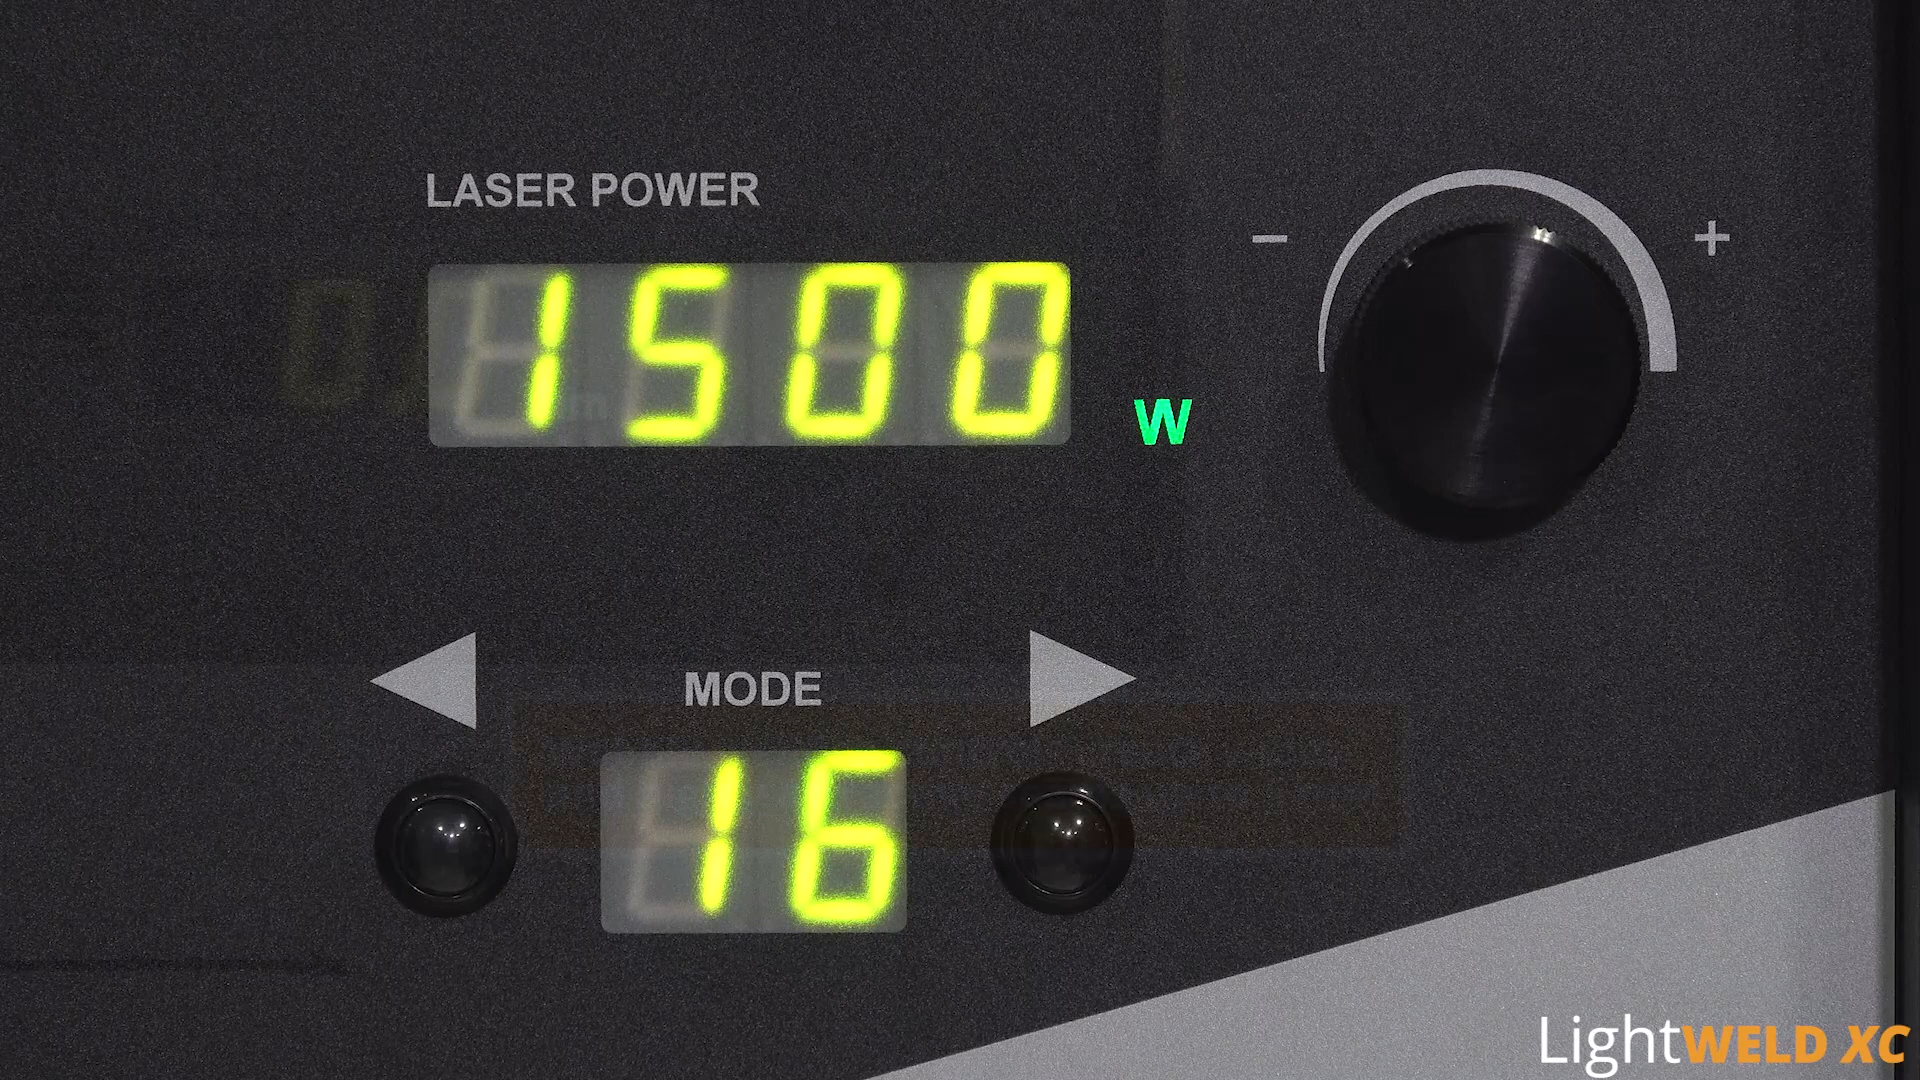 LASER POWER
− +
1500 W
MODE
16
LightWELD XC